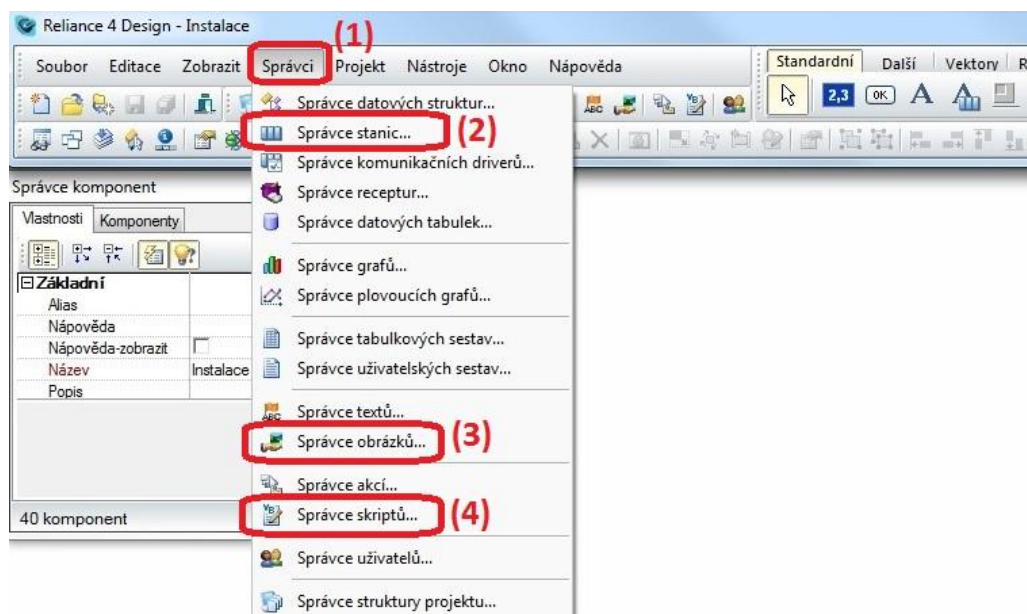 Reliance 4 Design - Instalace
(1)
Soubor Editace Zobrazit Správci Projekt Nástroje Okno Nápověda
Standardní Další Vektory R
2,3 OK A A
Správce datových struktur...
Správce stanic... (2)
Správce komunikačních driverů...
Správce receptur...
Správce datových tabulek...
Správce grafů...
Správce plovoucích grafů...
Správce tabulkových sestav...
Správce uživatelských sestav...
Správce textů...
Správce obrázků... (3)
Správce akcí...
Správce skriptů... (4)
Správce uživatelů...
Správce struktury projektu...
Správce komponent
Vlastnosti Komponenty
Základní
Alias
Nápověda
Nápověda-zobrazit
Název Instalace
Popis
40 komponent